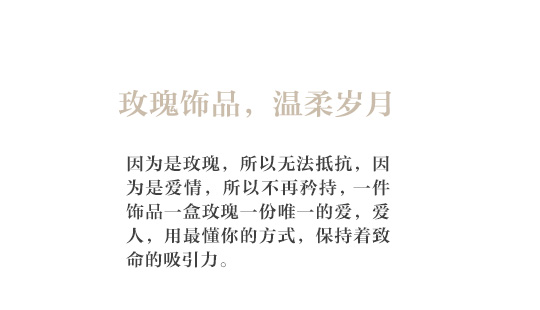 玫瑰饰品，温柔岁月
因为是玫瑰，所以无法抵抗，因
为是爱情，所以不再矜持，一件
饰品一盒玫瑰一份唯一的爱，爱
人，用最懂你的方式，保持着致
命的吸引力。